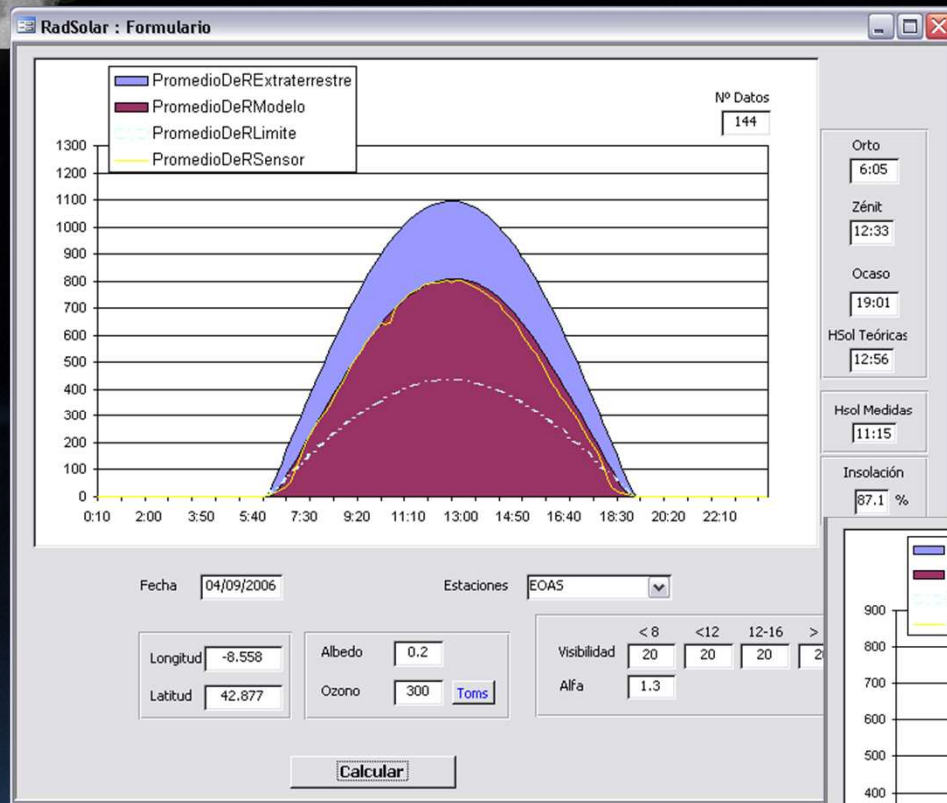 RadSolar : Formulario
PromedioDeRExtraterrestre
PromedioDeRModelo
PromedioDeRLimite
PromedioDeRSensor
Nº Datos
144
1300
1200
1100
1000
900
800
700
600
500
400
300
200
100
0
0:10 2:00 3:50 5:40 7:30 9:20 11:10 13:00 14:50 16:40 18:30 20:20 22:10
Orto
6:05
Zénit
12:33
Ocaso
19:01
HSol Teóricas
12:56
Hsol Medidas
11:15
Insolación
87.1 %
Fecha 04/09/2006 Estaciones EOAS
Longitud -8.558
Latitud 42.877
Albedo 0.2
Ozono 300 Toms
< 8 <12 12-16 >
Visibilidad 20 20 20
Alfa 1.3
Calcular
900
800
700
600
500
400